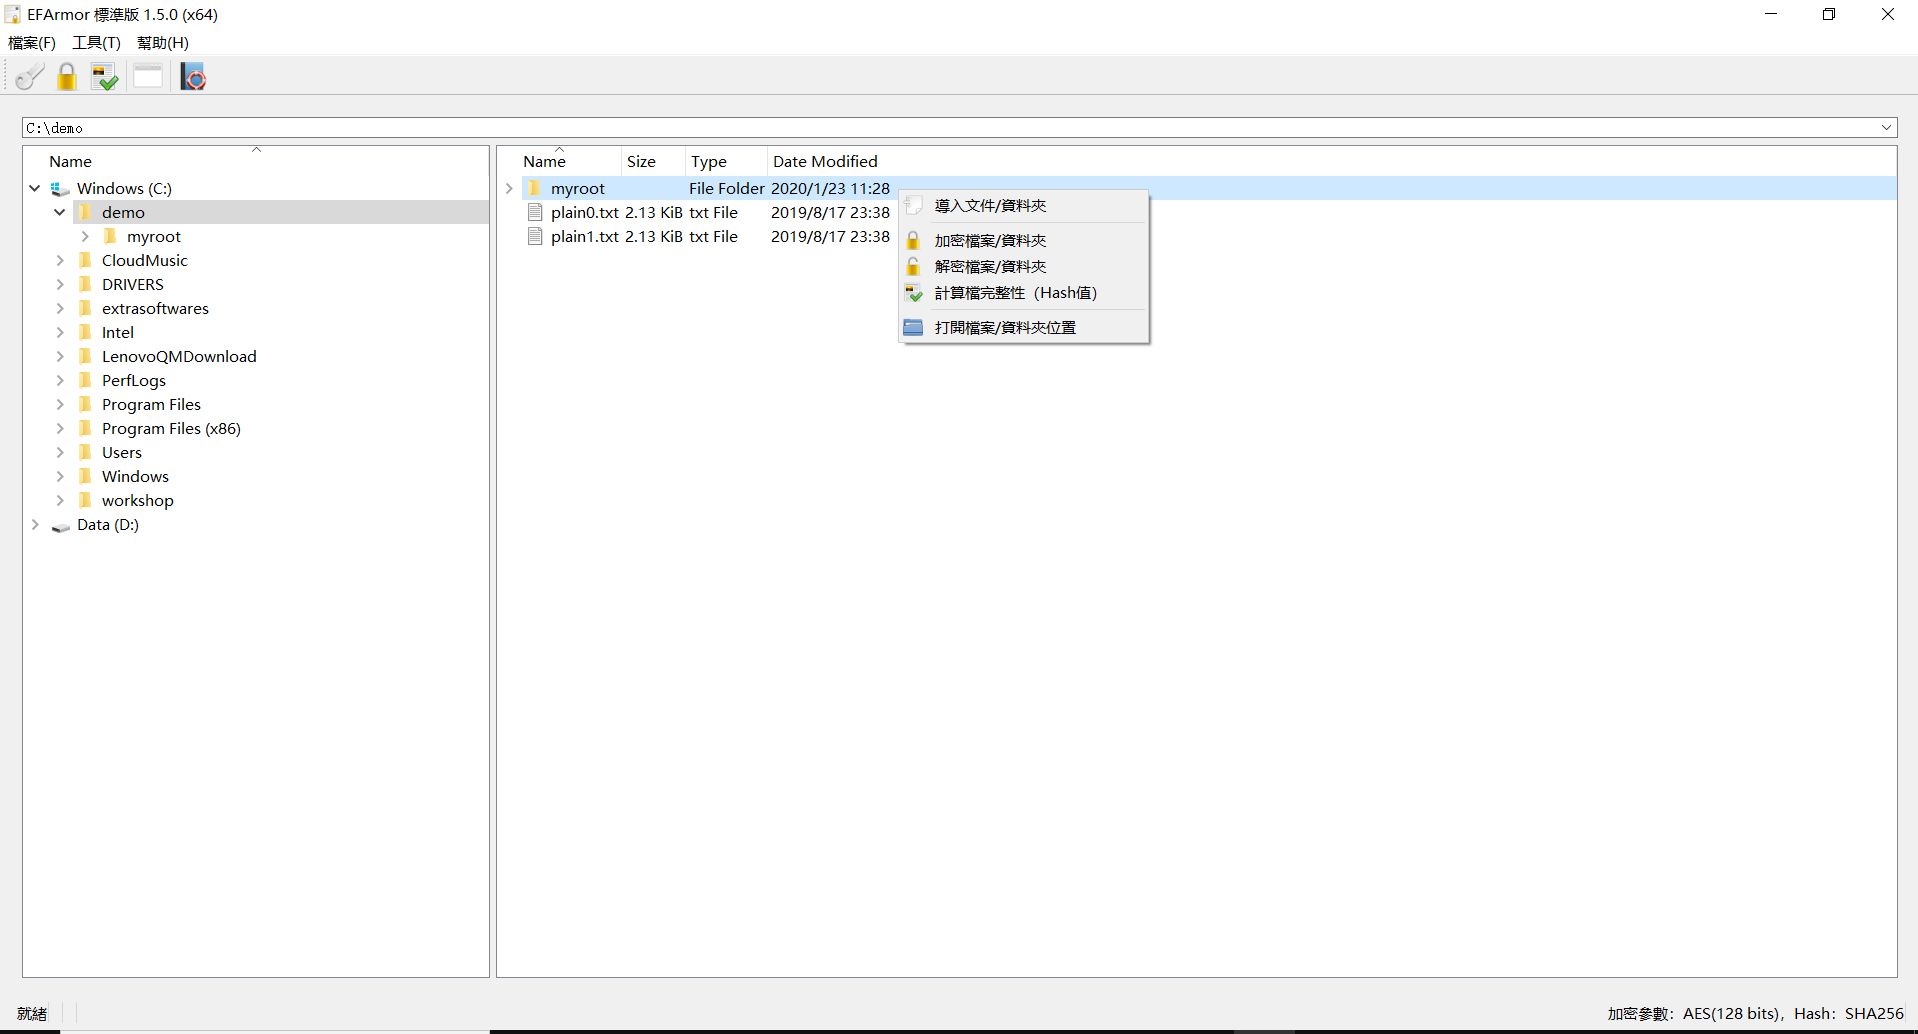 EFArmor 標準版 1.5.0 (x64)
檔案(F) 工具(T) 幫助(H)
C:\demo
Name
Windows (C:)
demo
myroot
CloudMusic
DRIVERS
extrasoftwares
Intel
LenovoQMDownload
PerfLogs
Program Files
Program Files (x86)
Users
Windows
workshop
Data (D:)
Name Size Type Date Modified
myroot File Folder 2020/1/23 11:28
plain0.txt 2.13 KiB txt File 2019/8/17 23:38
plain1.txt 2.13 KiB txt File 2019/8/17 23:38
導入文件/資料夾
加密檔案/資料夾
解密檔案/資料夾
計算檔完整性（Hash值）
打開檔案/資料夾位置
就緒
加密參數：AES(128 bits)，Hash：SHA256